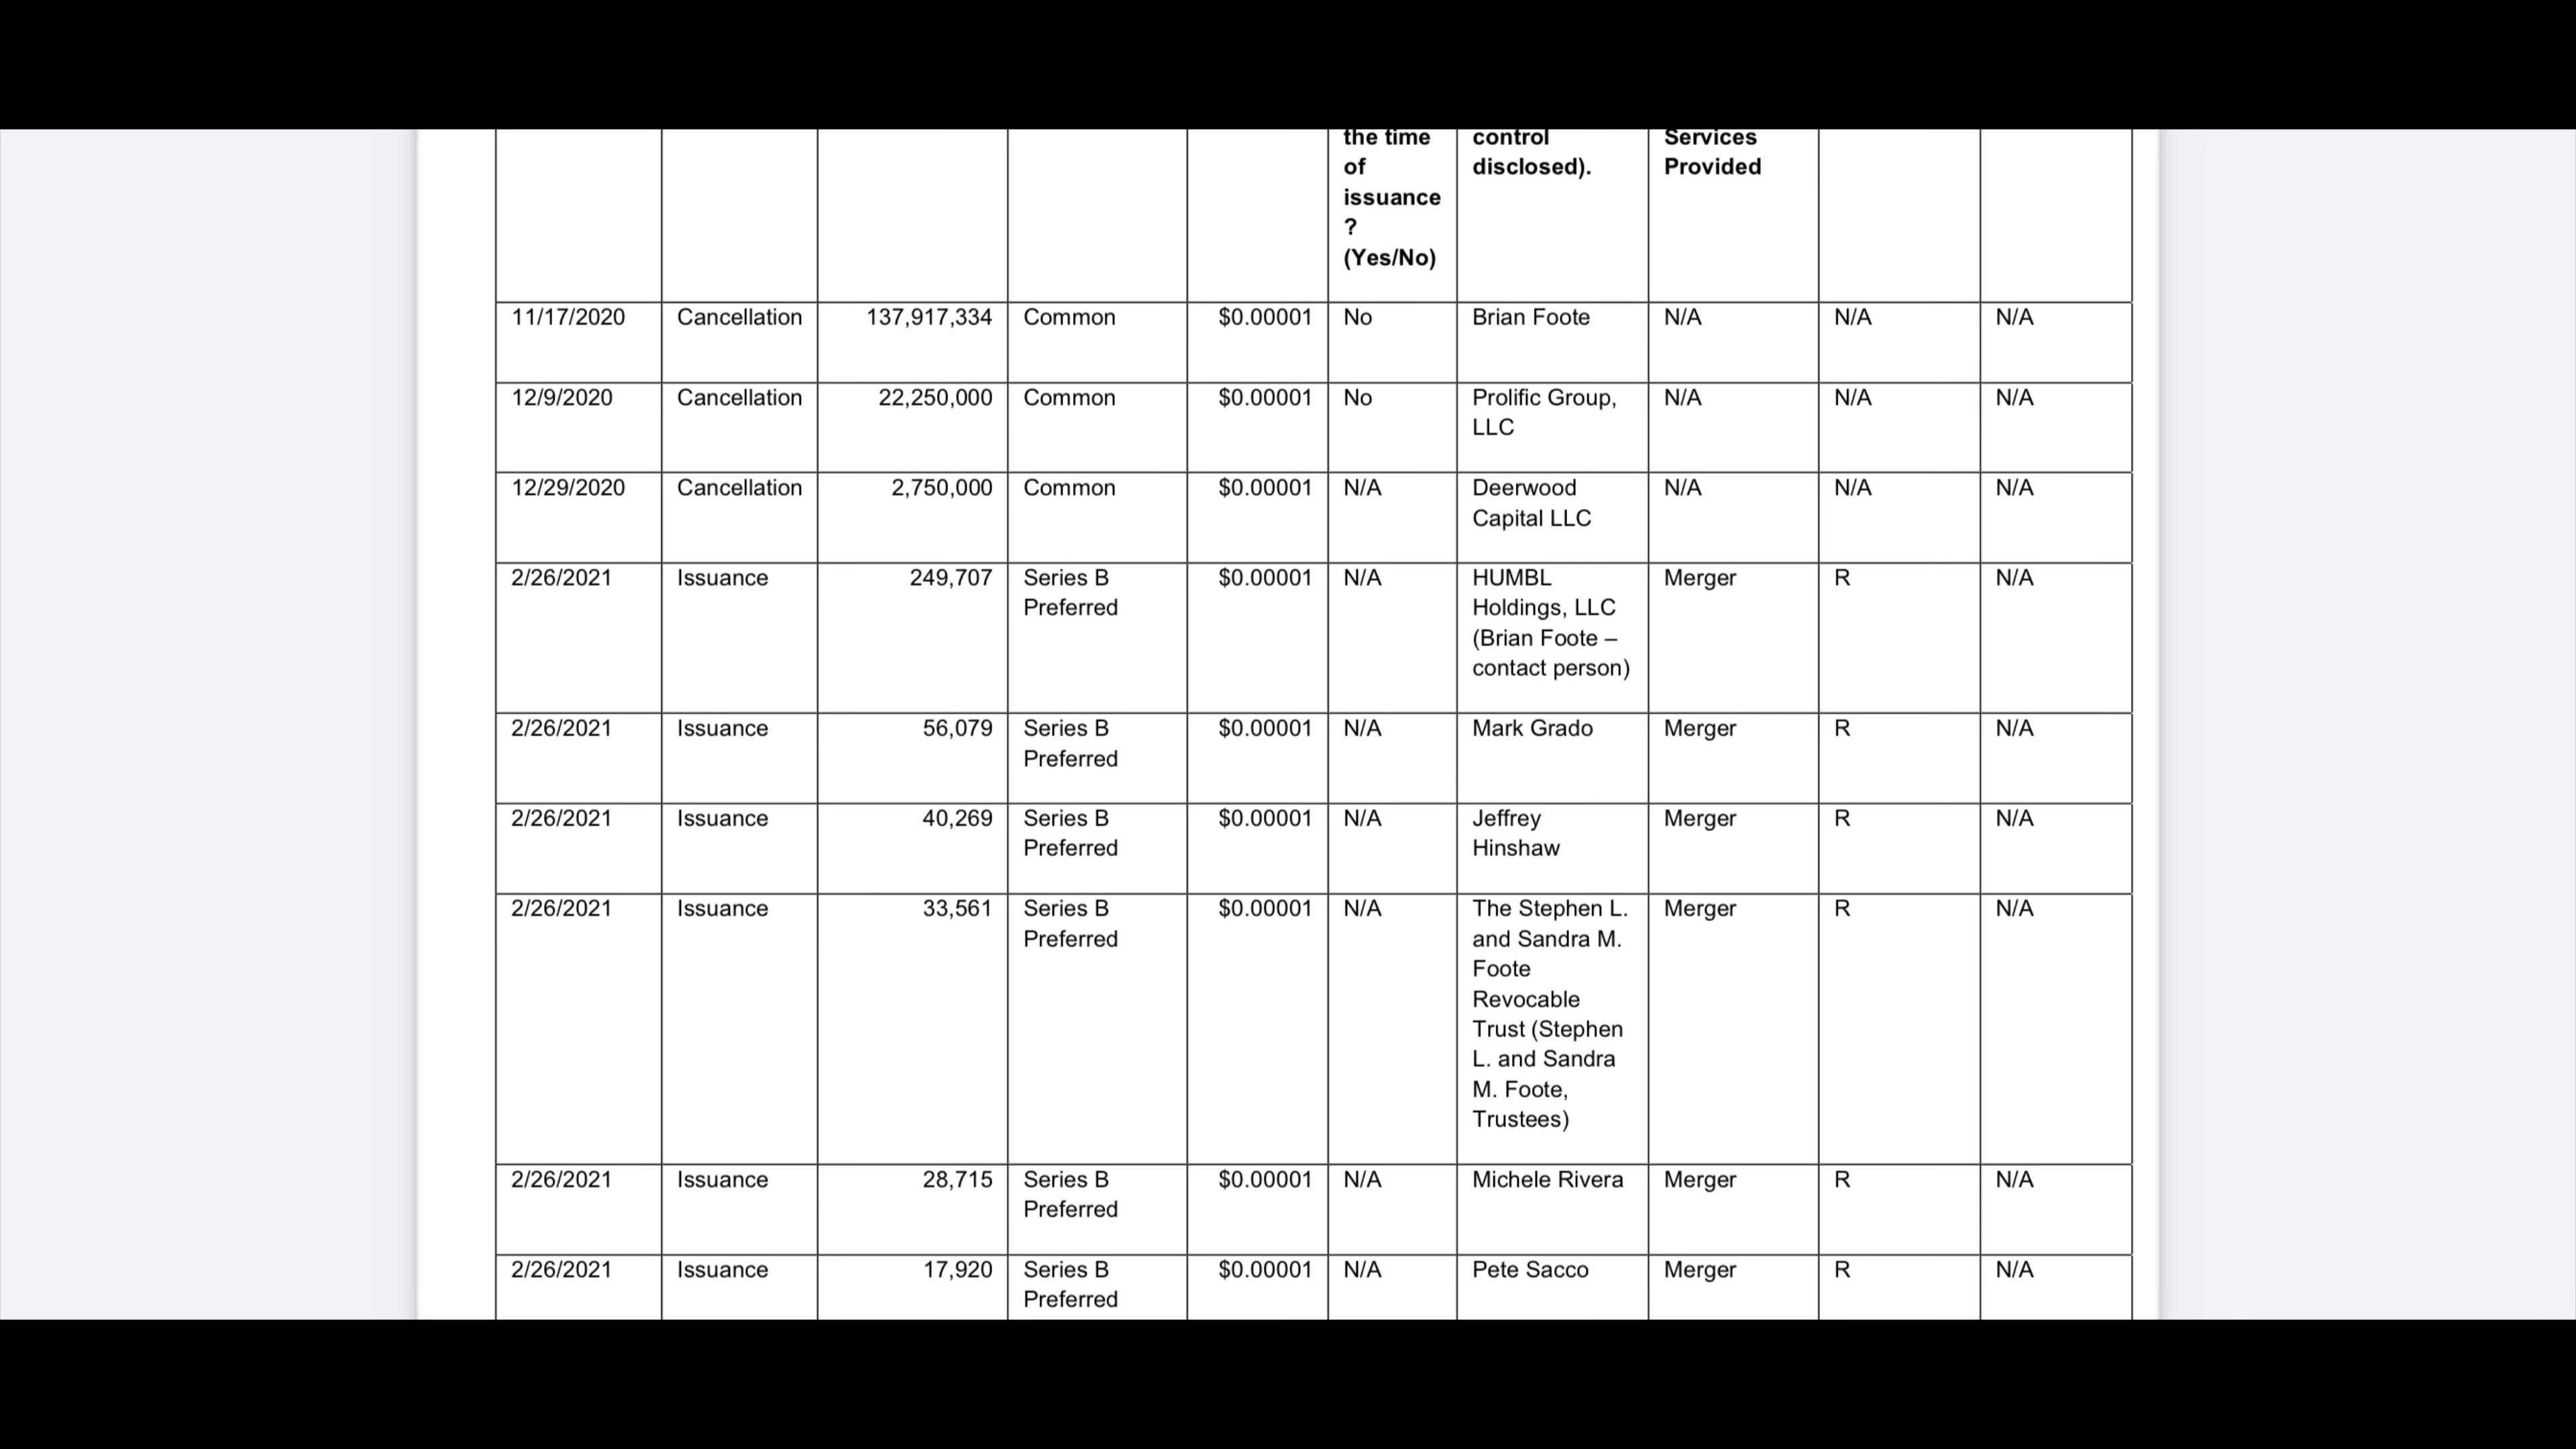 the time
of
issuance
?
(Yes/No)
control
disclosed).
Services
Provided
11/17/2020 Cancellation 137,917,334 Common $0.00001 No Brian Foote N/A N/A N/A
12/9/2020 Cancellation 22,250,000 Common $0.00001 No Prolific Group, N/A N/A N/A
LLC
12/29/2020 Cancellation 2,750,000 Common $0.00001 N/A Deerwood N/A N/A N/A
Capital LLC
2/26/2021 Issuance 249,707 Series B $0.00001 N/A HUMBL Merger R N/A
Preferred Holdings, LLC
(Brian Foote –
contact person)
2/26/2021 Issuance 56,079 Series B $0.00001 N/A Mark Grado Merger R N/A
Preferred
2/26/2021 Issuance 40,269 Series B $0.00001 N/A Jeffrey Merger R N/A
Preferred Hinshaw
2/26/2021 Issuance 33,561 Series B $0.00001 N/A The Stephen L. Merger R N/A
Preferred and Sandra M.
Foote
Revocable
Trust (Stephen
L. and Sandra
M. Foote,
Trustees)
2/26/2021 Issuance 28,715 Series B $0.00001 N/A Michele Rivera Merger R N/A
Preferred
2/26/2021 Issuance 17,920 Series B $0.00001 N/A Pete Sacco Merger R N/A
Preferred